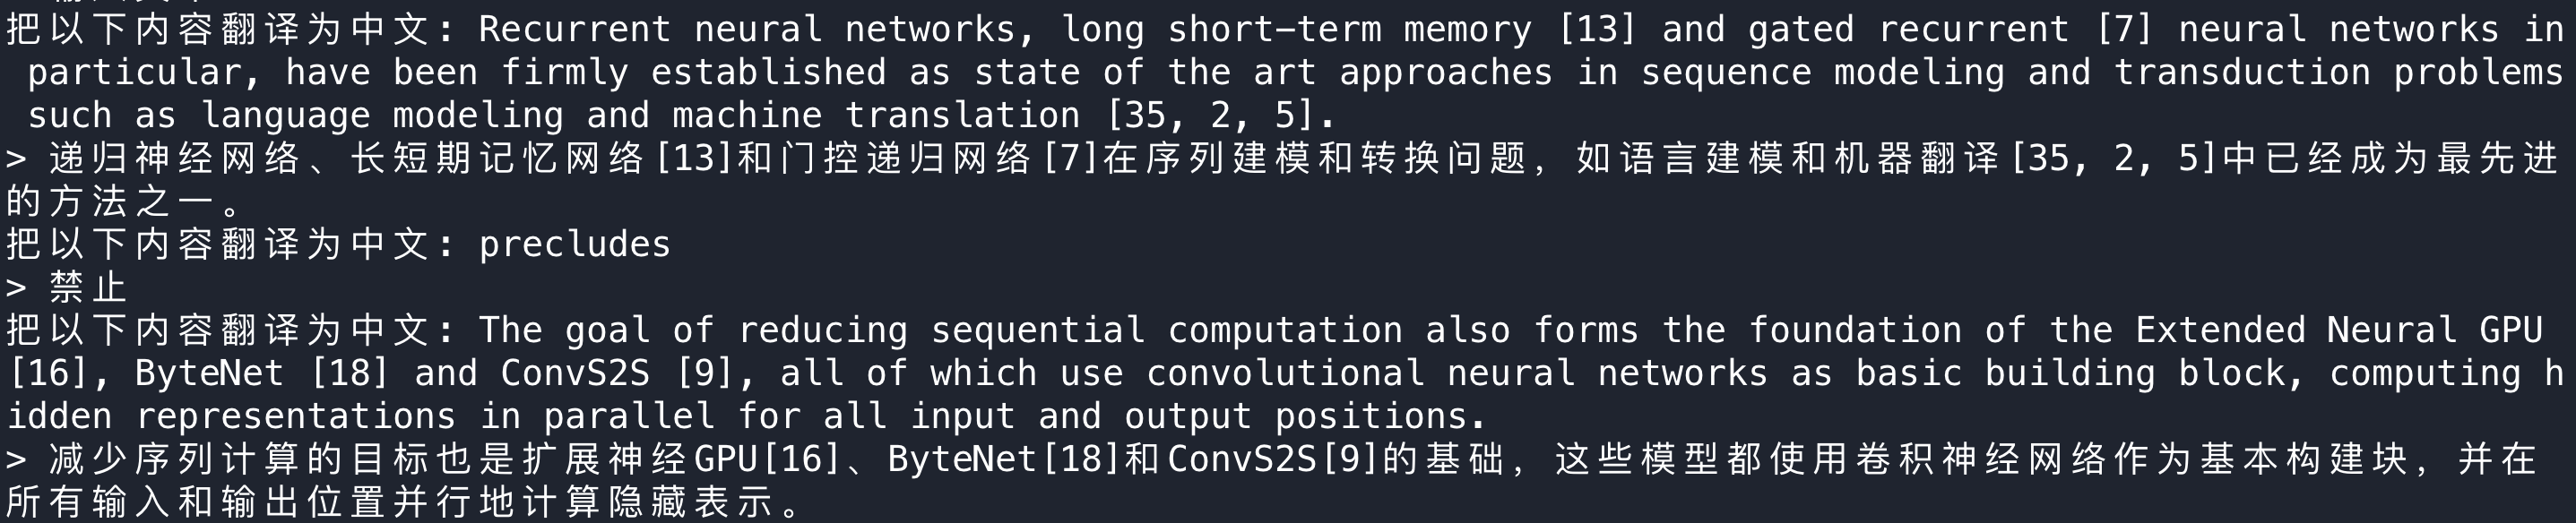 把以下内容翻译为中文: Recurrent neural networks, long short-term memory [13] and gated recurrent [7] neural networks in
particular, have been firmly established as state of the art approaches in sequence modeling and transduction problems
such as language modeling and machine translation [35, 2, 5].
> 递归神经网络、长短期记忆网络[13]和门控递归网络[7]在序列建模和转换问题，如语言建模和机器翻译[35, 2, 5]中已经成为最先进
的方法之一。
把以下内容翻译为中文: precludes
> 禁止
把以下内容翻译为中文: The goal of reducing sequential computation also forms the foundation of the Extended Neural GPU
[16], ByteNet [18] and ConvS2S [9], all of which use convolutional neural networks as basic building block, computing h
idden representations in parallel for all input and output positions.
> 减少序列计算的目标也是扩展神经GPU[16]、ByteNet[18]和ConvS2S[9]的基础，这些模型都使用卷积神经网络作为基本构建块，并在
所有输入和输出位置并行地计算隐藏表示。